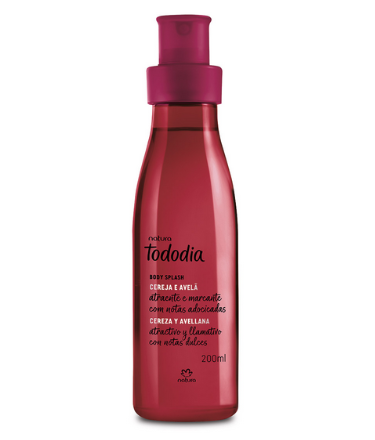 natura
tododia
BODY SPLASH
CEREJA E AVELÃ
atraente e marcante
com notas adocicadas
CEREZA Y AVELLANA
atractivo y llamativo
con notas dulces
200ml
natura